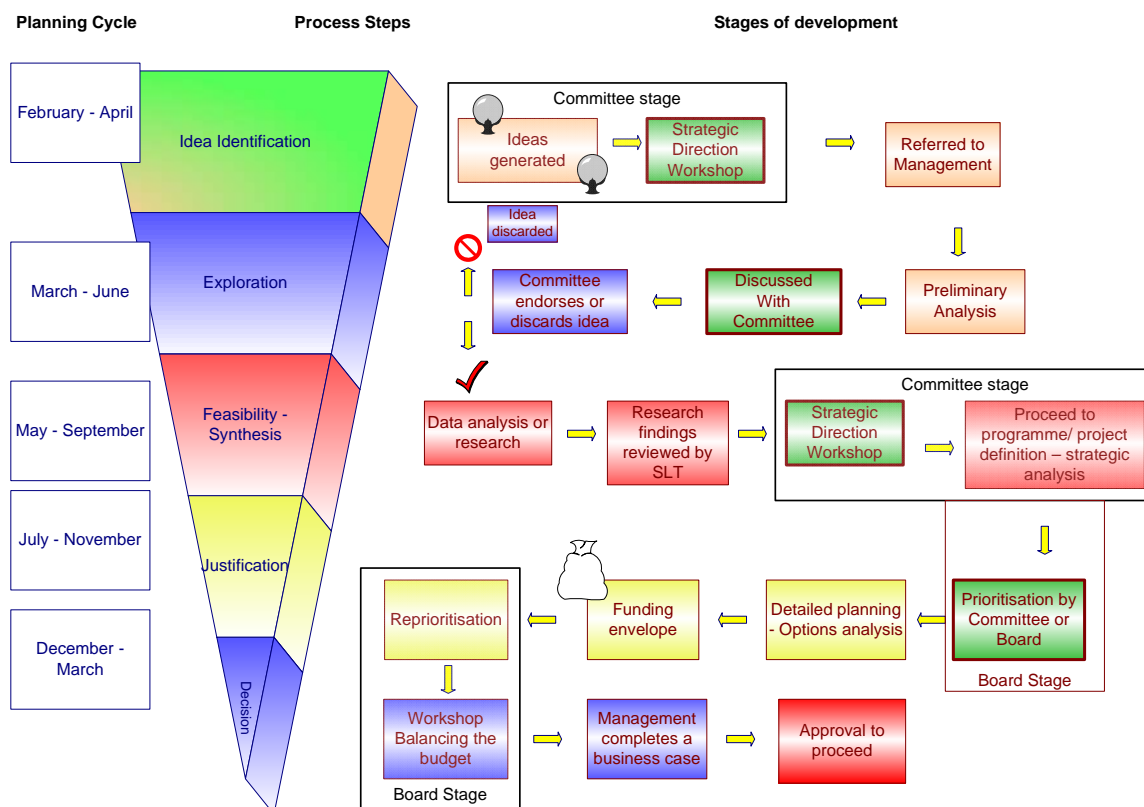 Planning Cycle
Process Steps
Stages of development
February - April
March - June
May - September
July - November
December -
March
Idea Identification
Exploration
Feasibility -
Synthesis
Justification
Decision
Committee stage
Ideas
generated
Strategic
Direction
Workshop
Referred to
Management
Idea
discarded
Committee
endorses or
discards idea
Discussed
With
Committee
Preliminary
Analysis
Data analysis or
research
Research
findings
reviewed by
SLT
Committee stage
Strategic
Direction
Workshop
Proceed to
programme/ project
definition – strategic
analysis
Reprioritisation
Funding
envelope
Detailed planning
- Options analysis
Prioritisation by
Committee or
Board
Board Stage
Workshop
Balancing the
budget
Management
completes a
business case
Approval to
proceed
Board Stage